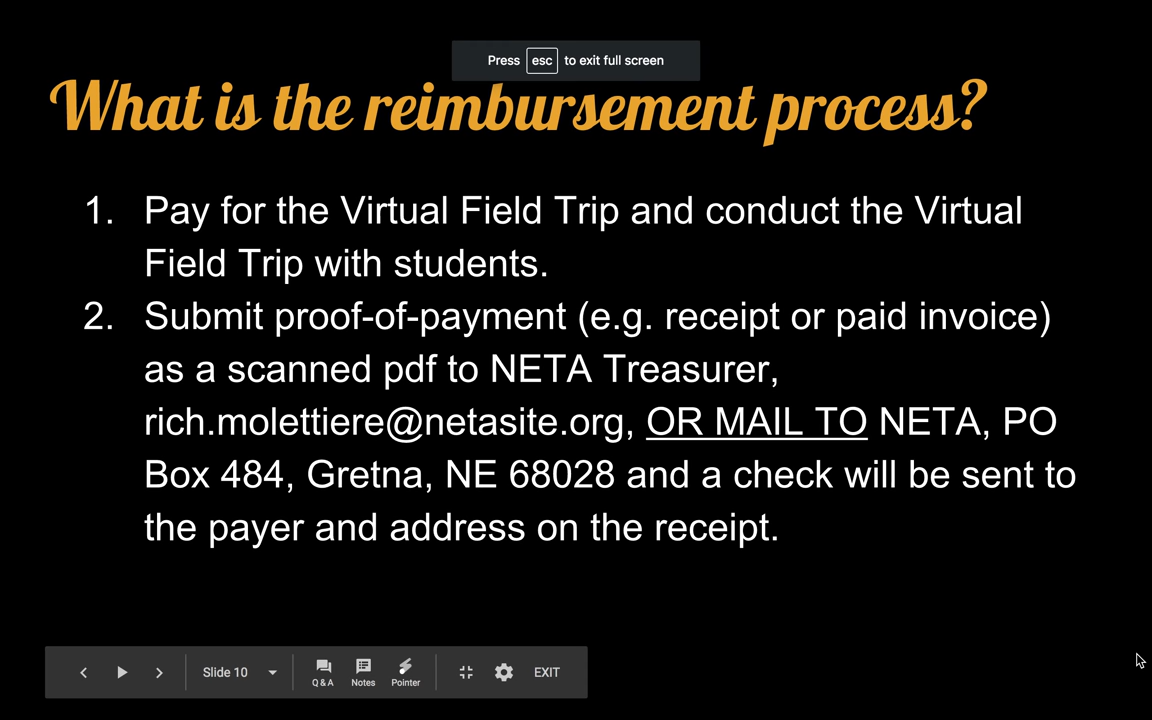 Press esc to exit full screen
What is the reimbursement process?
1. Pay for the Virtual Field Trip and conduct the Virtual
Field Trip with students.
2. Submit proof-of-payment (e.g. receipt or paid invoice)
as a scanned pdf to NETA Treasurer,
rich.molettiere@netasite.org, OR MAIL TO NETA, PO
Box 484, Gretna, NE 68028 and a check will be sent to
the payer and address on the receipt.
Slide 10 Q & A Notes Pointer EXIT